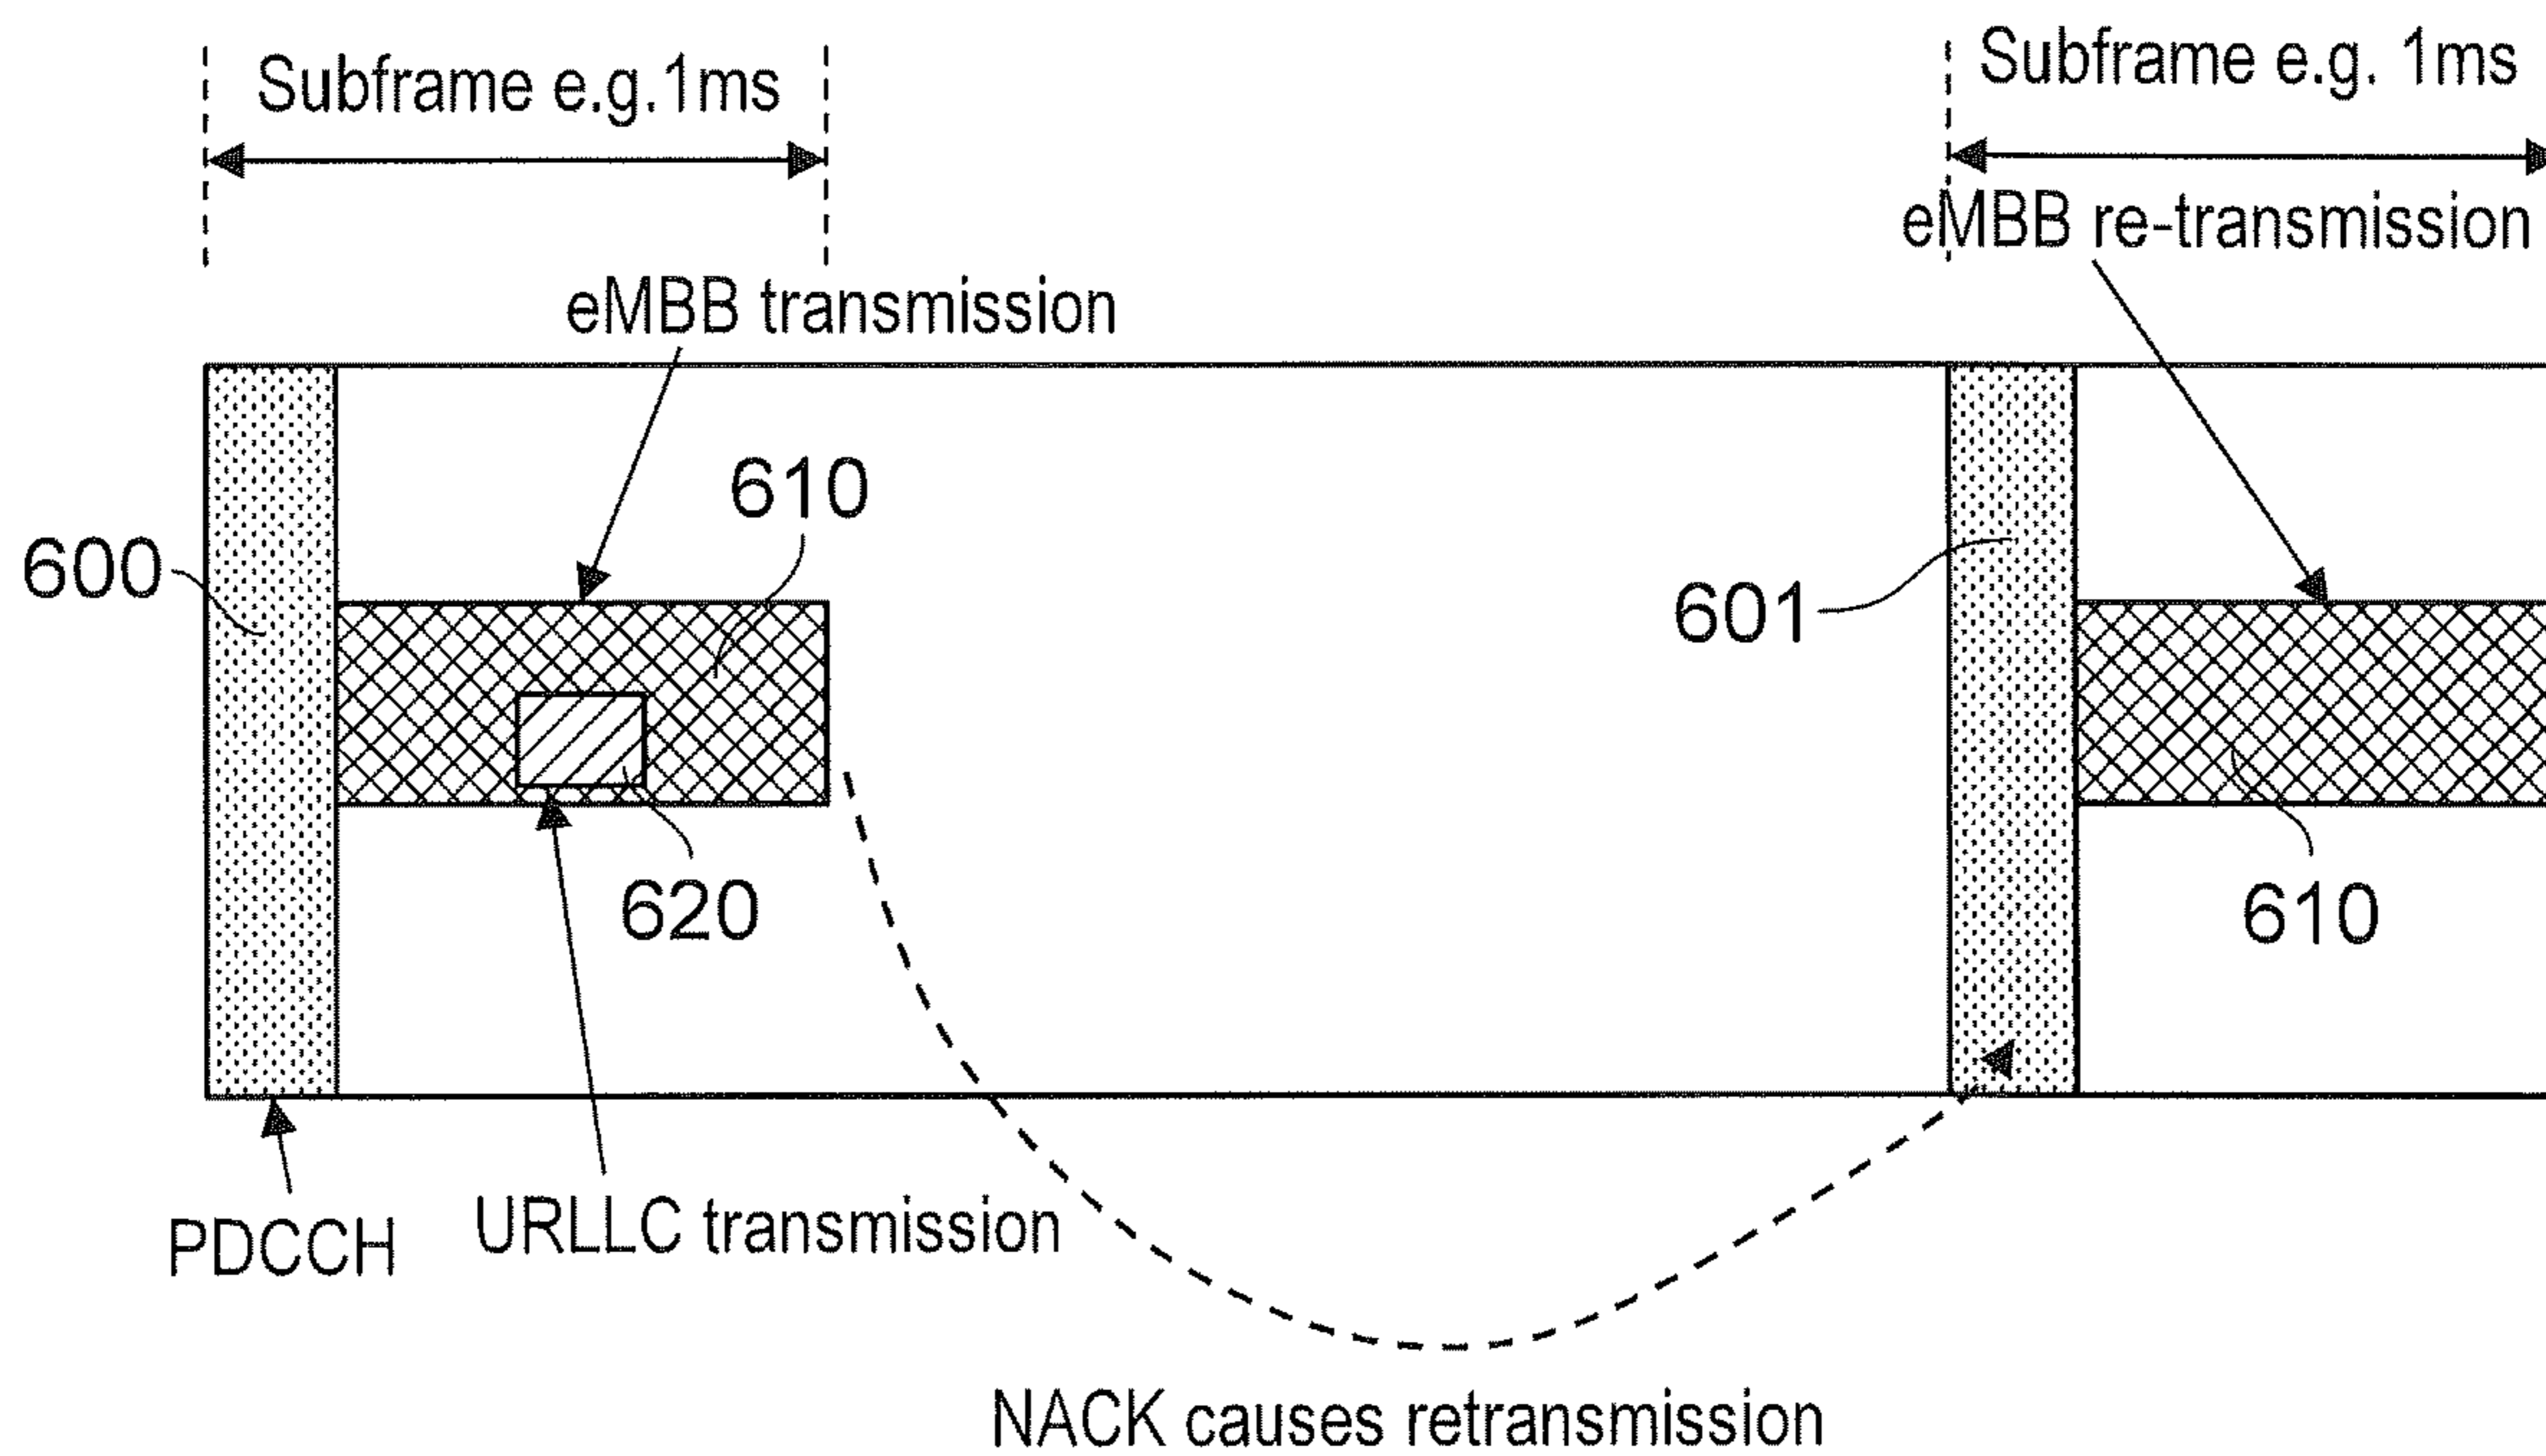 Subframe e.g.1ms
Subframe e.g. 1ms
eMBB re-transmission
eMBB transmission
610
600
601
620
610
PDCCH
URLLC transmission
NACK causes retransmission